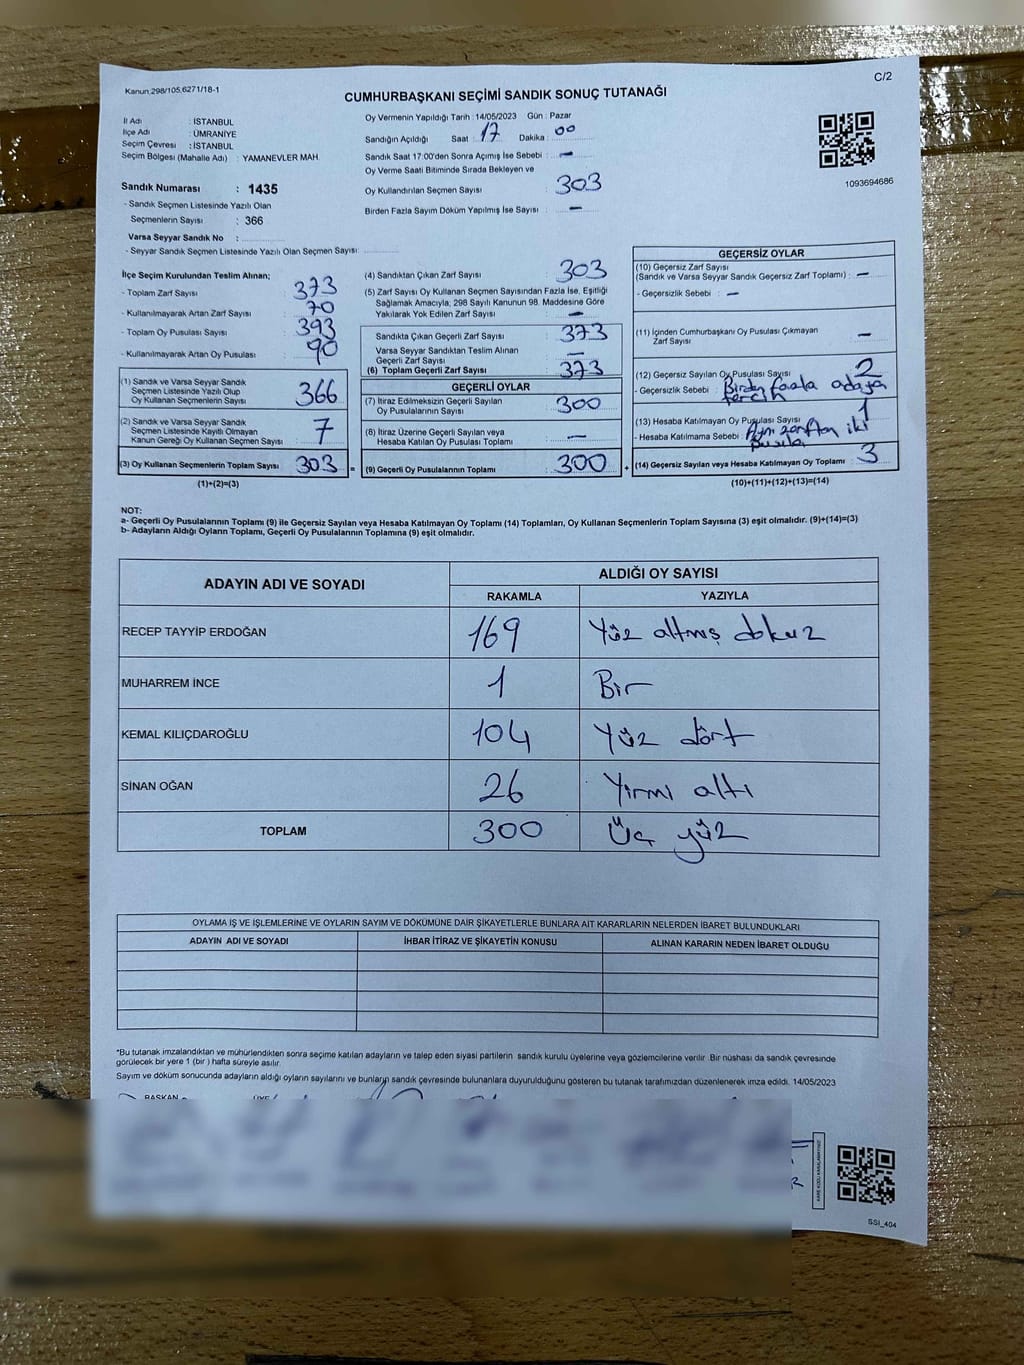 Kanun 298/105,6271/18-1
C/2
CUMHURBAŞKANI SEÇİMİ SANDIK SONUÇ TUTANAĞI
İl Adı : İSTANBUL
İlçe Adı : ÜMRANİYE
Seçim Çevresi : İSTANBUL
Seçim Bölgesi (Mahalle Adı) : YAMANEVLER MAH.
Sandık Numarası : 1435
- Sandık Seçmen Listesinde Yazılı Olan
Seçmenlerin Sayısı : 366
Varsa Seyyar Sandık No :
- Seyyar Sandık Seçmen Listesinde Yazılı Olan Seçmen Sayısı:
Oy Vermenin Yapıldığı Tarih : 14/05/2023 Gün : Pazar
Sandığın Açıldığı Saat : 17 Dakika : 00
Sandık Saat 17:00'den Sonra Açımış İse Sebebi : -
Oy Verme Saati Bitiminde Sırada Bekleyen ve
Oy Kullandırılan Seçmen Sayısı : 303
Birden Fazla Sayım Döküm Yapılmış İse Sayısı : -
1093694686
İlçe Seçim Kurulundan Teslim Alınan;
- Toplam Zarf Sayısı : 373
- Kullanılmayarak Artan Zarf Sayısı : 70
- Toplam Oy Pusulası Sayısı : 393
- Kullanılmayarak Artan Oy Pusulası : 90
(1) Sandık ve Varsa Seyyar Sandık
Seçmen Listesinde Yazılı Olup
Oy Kullanan Seçmenlerin Sayısı : 366
(2) Sandık ve Varsa Seyyar Sandık
Seçmen Listesinde Kayıtlı Olmayan
Kanun Gereği Oy Kullanan Seçmen Sayısı : 7
(3) Oy Kullanan Seçmenlerin Toplam Sayısı : 303 =
(1)+(2)=(3)
(4) Sandıktan Çıkan Zarf Sayısı : 303
(5) Zarf Sayısı Oy Kullanan Seçmen Sayısından Fazla İse, Eşitliği
Sağlamak Amacıyla, 298 Sayılı Kanunun 98. Maddesine Göre
Yakılarak Yok Edilen Zarf Sayısı : -
Sandıkta Çıkan Geçerli Zarf Sayısı : 373
Varsa Seyyar Sandıktan Teslim Alınan
Geçerli Zarf Sayısı : -
(6) Toplam Geçerli Zarf Sayısı : 373
GEÇERLİ OYLAR
(7) İtiraz Edilmeksizin Geçerli Sayılan
Oy Pusulalarının Sayısı : 300
(8) İtiraz Üzerine Geçerli Sayılan veya
Hesaba Katılan Oy Pusulası Toplamı : -
(9) Geçerli Oy Pusulalarının Toplamı : 300 +
GEÇERSİZ OYLAR
(10) Geçersiz Zarf Sayısı
(Sandık ve Varsa Seyyar Sandık Geçersiz Zarf Toplamı) : -
- Geçersizlik Sebebi : -
(11) İçinden Cumhurbaşkanı Oy Pusulası Çıkmayan
Zarf Sayısı : -
(12) Geçersiz Sayılan Oy Pusulası Sayısı : 2
- Geçersizlik Sebebi : Birden fazla adaya
tercih
(13) Hesaba Katılmayan Oy Pusulası Sayısı : 1
- Hesaba Katılmama Sebebi : Aynı zarftan iki
pusula
(14) Geçersiz Sayılan veya Hesaba Katılmayan Oy Toplamı : 3
(10)+(11)+(12)+(13)=(14)
NOT:
a- Geçerli Oy Pusulalarının Toplamı (9) ile Geçersiz Sayılan veya Hesaba Katılmayan Oy Toplamı (14) Toplamları, Oy Kullanan Seçmenlerin Toplam Sayısına (3) eşit olmalıdır. (9)+(14)=(3)
b- Adayların Aldığı Oyların Toplamı, Geçerli Oy Pusulalarının Toplamına (9) eşit olmalıdır.
ADAYIN ADI VE SOYADI
ALDIĞI OY SAYISI
RAKAMLA YAZIYLA
RECEP TAYYİP ERDOĞAN 169 Yüz altmış dokuz
MUHARREM İNCE 1 Bir
KEMAL KILIÇDAROĞLU 104 Yüz dört
SİNAN OĞAN 26 Yirmi altı
TOPLAM 300 Üç yüz
OYLAMA İŞ VE İŞLEMLERİNE VE OYLARIN SAYIM VE DÖKÜMÜNE DAİR ŞİKAYETLERLE BUNLARA AİT KARARLARIN NELERDEN İBARET BULUNDUKLARI
ADAYIN ADI VE SOYADI İHBAR İTİRAZ VE ŞİKAYETİN KONUSU ALINAN KARARIN NEDEN İBARET OLDUĞU
*Bu tutanak imzalandıktan ve mühürlendikten sonra seçime katılan adayların ve talep eden siyasi partilerin sandık kurulu üyelerine veya gözlemcilerine verilir. Bir nüshası da sandık çevresinde
görülecek bir yere 1 (bir ) hafta süreyle asılır.
Sayım ve döküm sonucunda adayların aldığı oyların sayılarını ve bunların sandık çevresinde bulunanlara duyurulduğunu gösteren bu tutanak tarafımızdan düzenlenerek imza edildi. 14/05/2023
BAŞKAN ÜYE
SSI_404